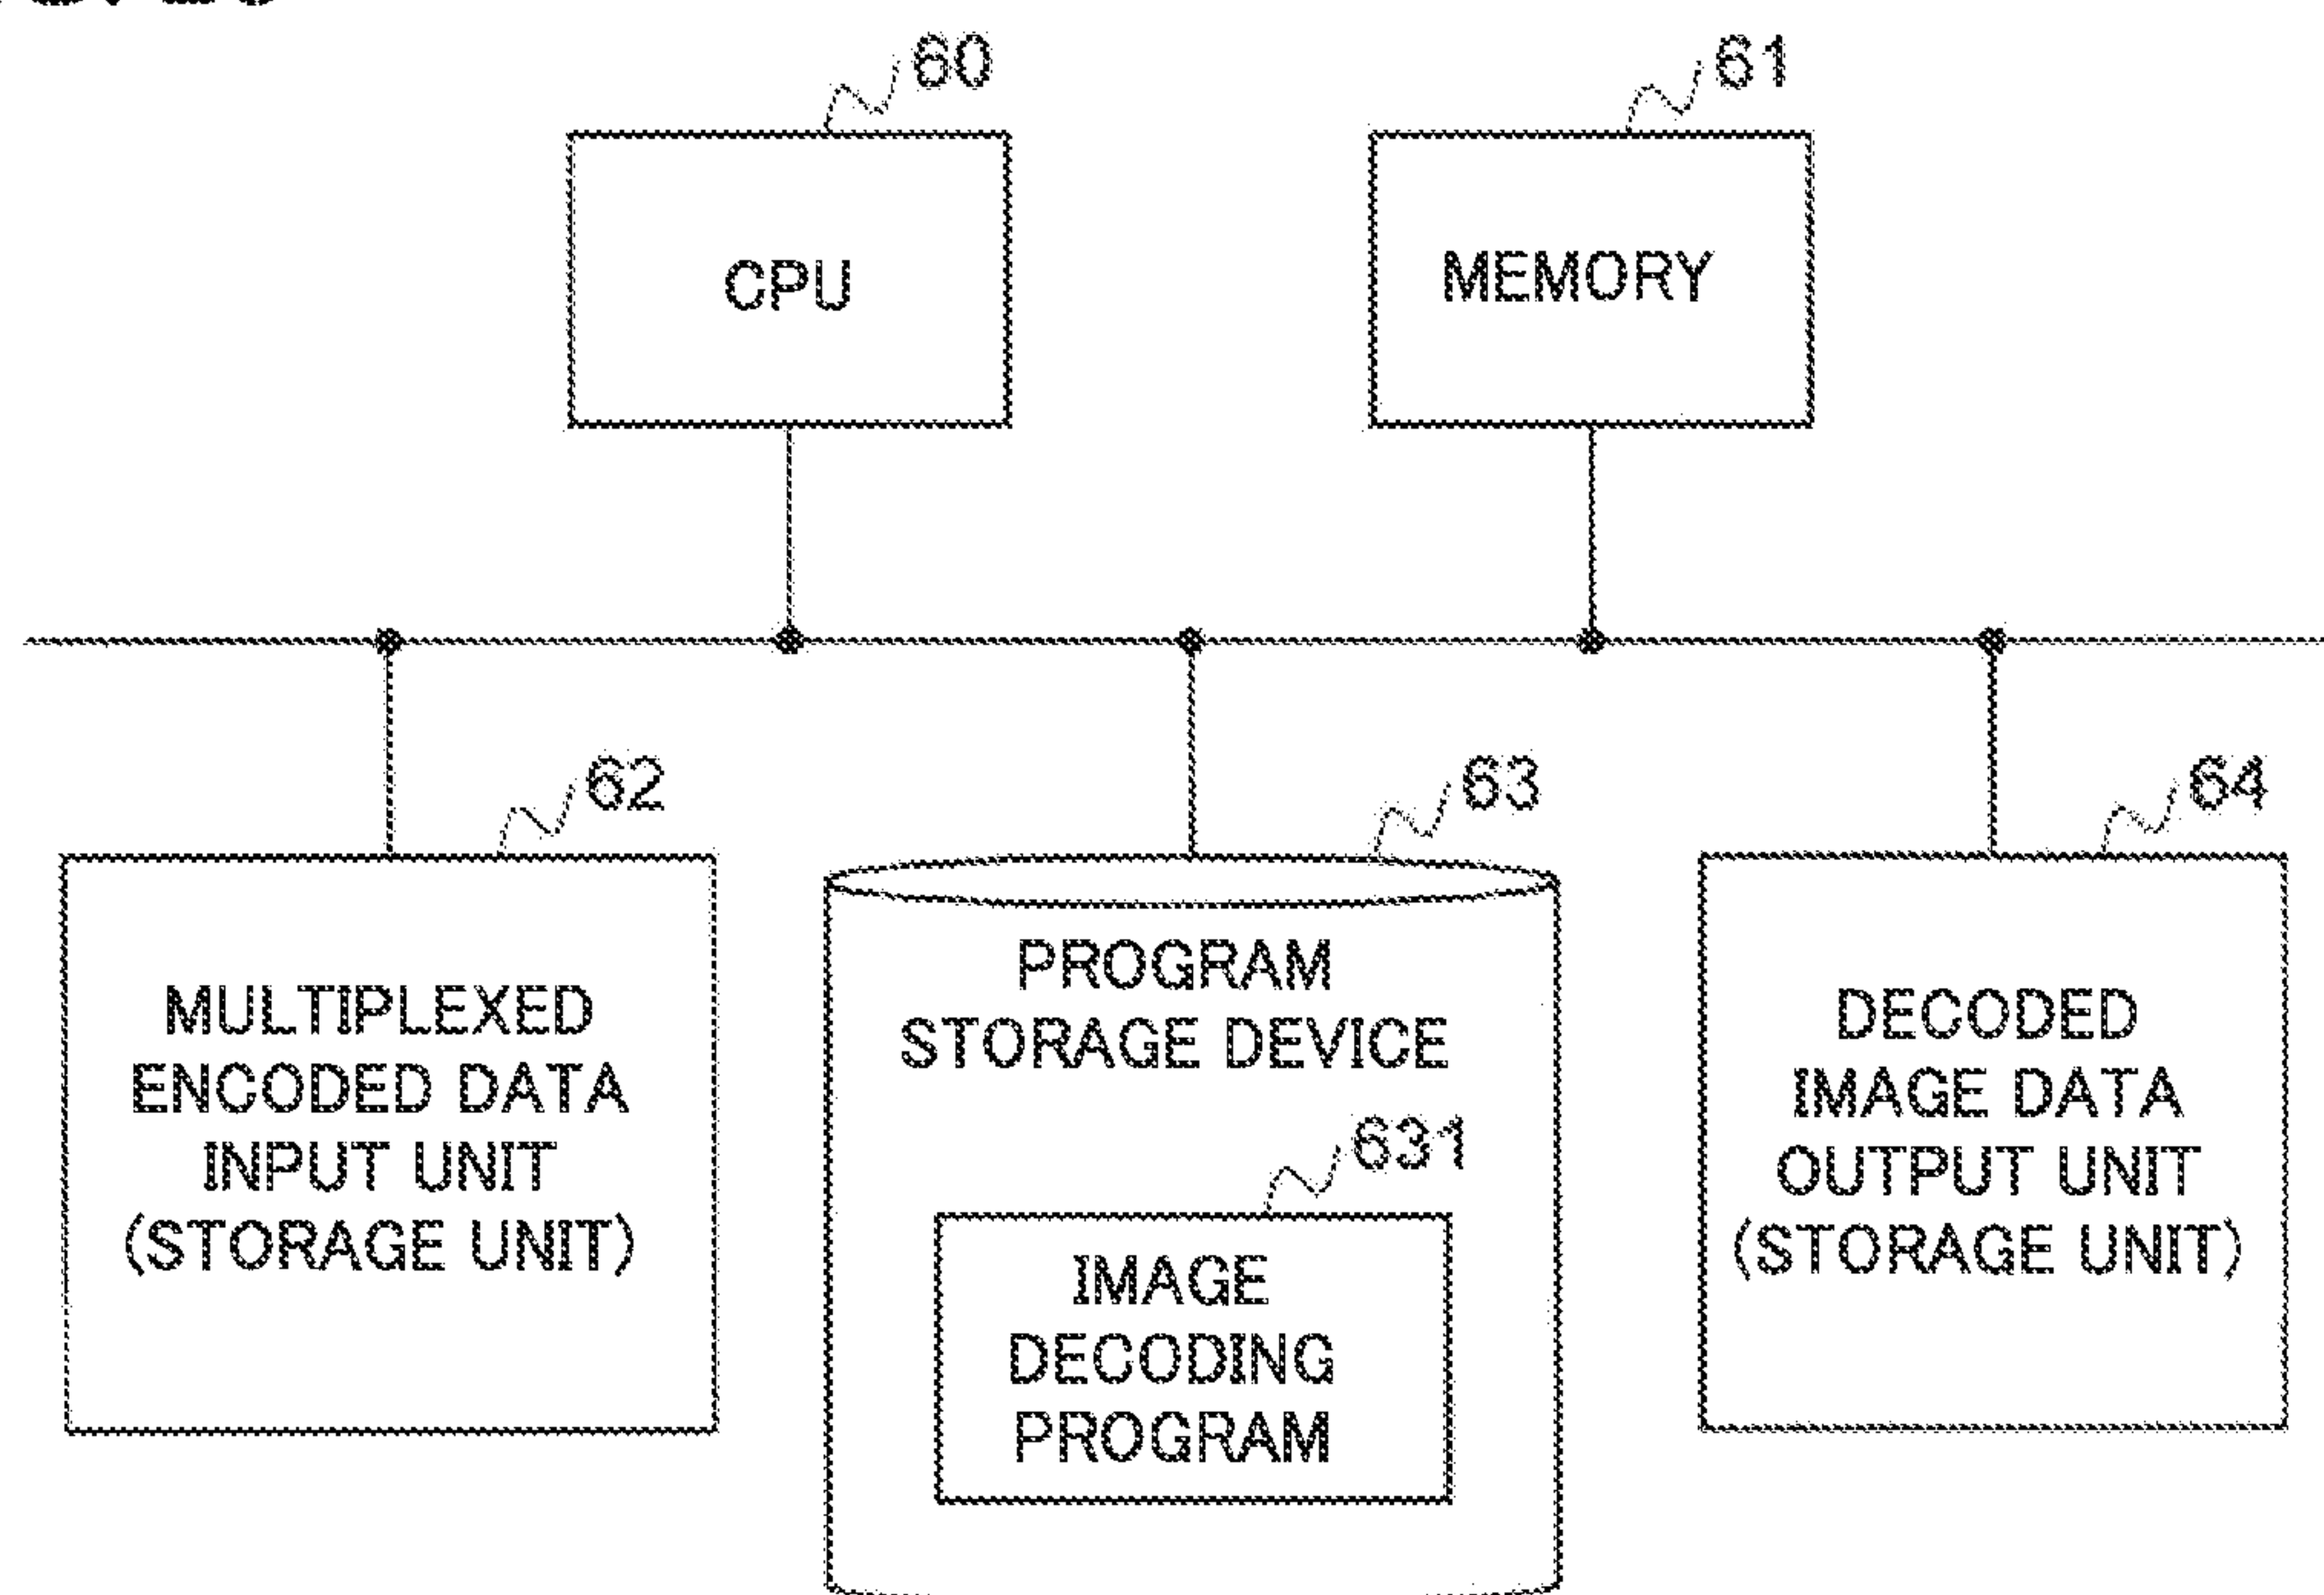 60
61
CPU
MEMORY
62
63
64
MULTIPLEXED
ENCODED DATA
INPUT UNIT
(STORAGE UNIT)
PROGRAM
STORAGE DEVICE
631
IMAGE
DECODING
PROGRAM
DECODED
IMAGE DATA
OUTPUT UNIT
(STORAGE UNIT)